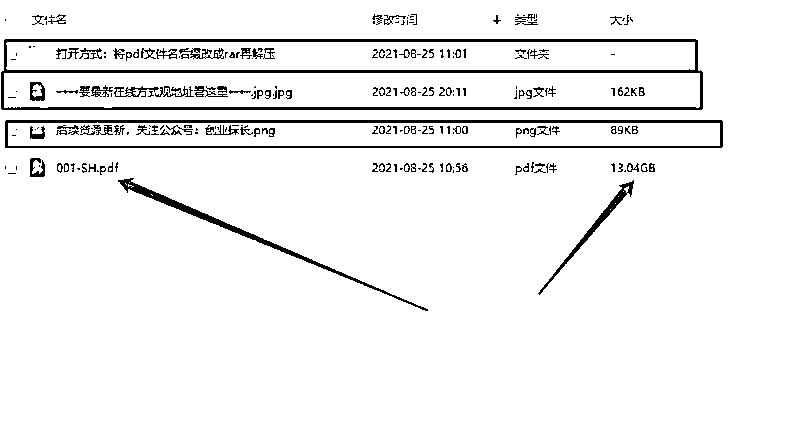 文件名 修改时间 ↓ 类型 大小
打开方式：将pdf文件名后缀改成rar再解压 2021-08-25 11:01 文件夹 -
----要最新在线方式观地址看这里----.jpg.jpg 2021-08-25 20:11 jpg文件 162KB
后续资源更新，关注公众号：创业探长.png 2021-08-25 11:00 png文件 89KB
001-SH.pdf 2021-08-25 10:56 pdf文件 13.04GB